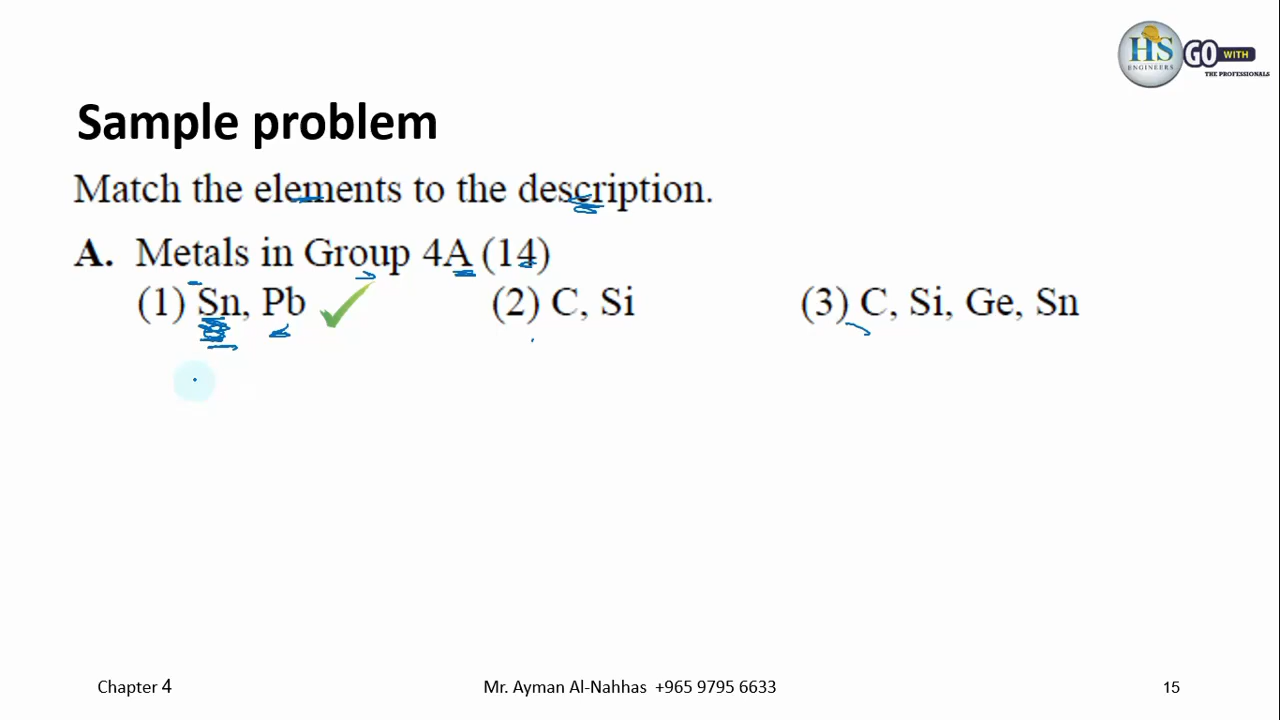 HS
ENGINEERS
GO WITH
THE PROFESSIONALS
Sample problem
Match the elements to the description.
A. Metals in Group 4A (14)
(1) Sn, Pb (2) C, Si (3) C, Si, Ge, Sn
Chapter 4 Mr. Ayman Al-Nahhas +965 9795 6633 15